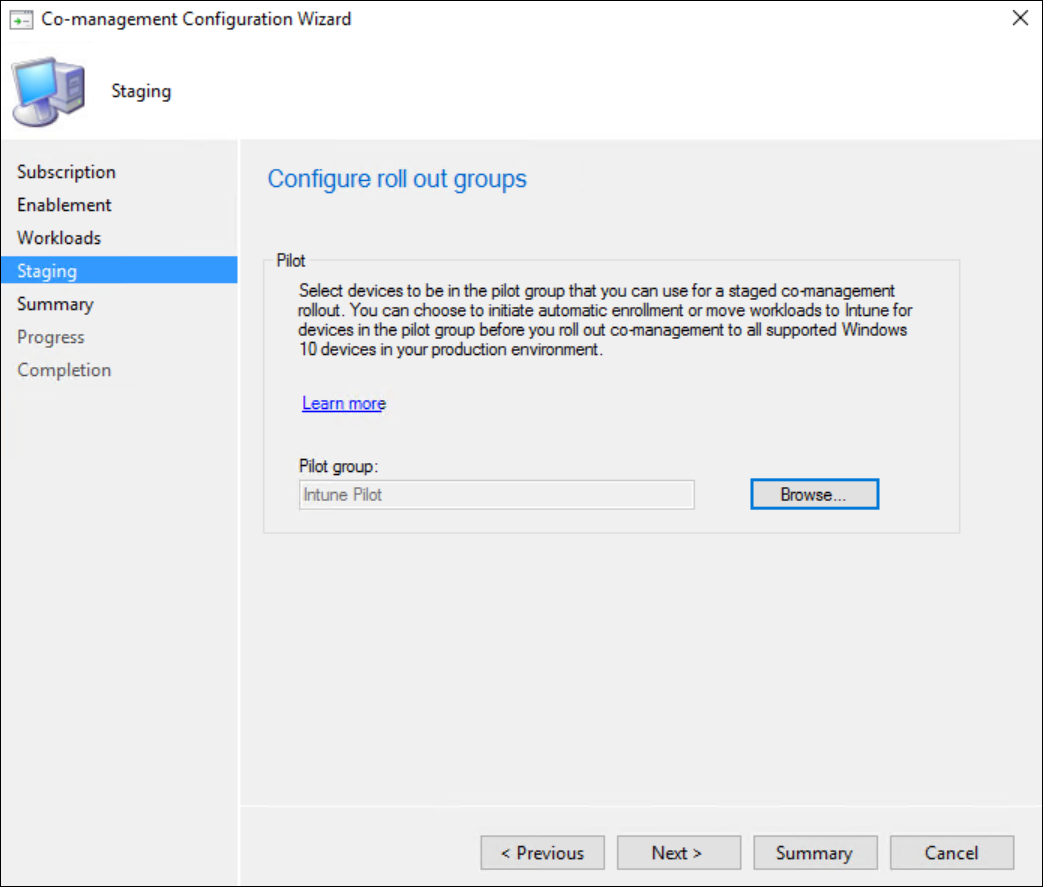 Co-management Configuration Wizard
Staging
Subscription
Enablement
Workloads
Staging
Summary
Progress
Completion
Configure roll out groups
Pilot
Select devices to be in the pilot group that you can use for a staged co-management
rollout. You can choose to initiate automatic enrollment or move workloads to Intune for
devices in the pilot group before you roll out co-management to all supported Windows
10 devices in your production environment.
Learn more
Pilot group:
Intune Pilot
Browse...
< Previous
Next >
Summary
Cancel